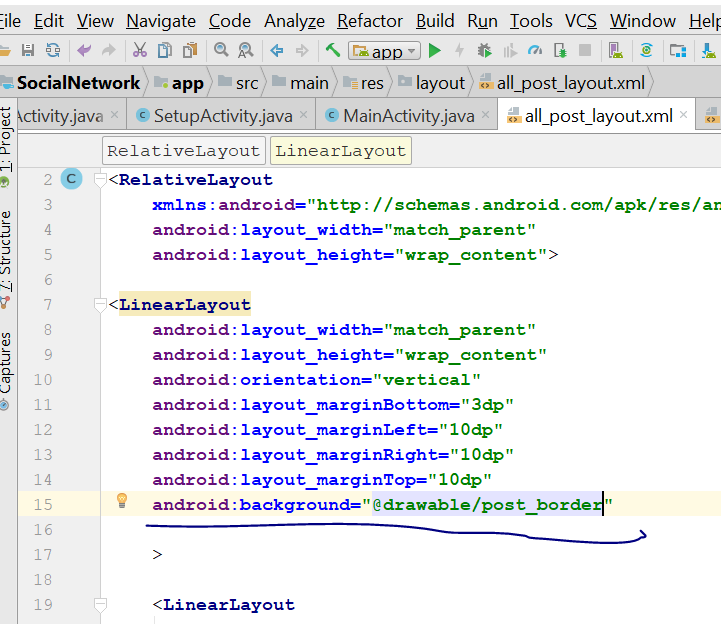 File Edit View Navigate Code Analyze Refactor Build Run Tools VCS Window Help
app
SocialNetwork app src main res layout all_post_layout.xml
Activity.java × SetupActivity.java × MainActivity.java × all_post_layout.xml ×
1: Project
7: Structure
Captures
RelativeLayout LinearLayout
2 <RelativeLayout
3 xmlns:android="http://schemas.android.com/apk/res/an
4 android:layout_width="match_parent"
5 android:layout_height="wrap_content">
6
7 <LinearLayout
8 android:layout_width="match_parent"
9 android:layout_height="wrap_content"
10 android:orientation="vertical"
11 android:layout_marginBottom="3dp"
12 android:layout_marginLeft="10dp"
13 android:layout_marginRight="10dp"
14 android:layout_marginTop="10dp"
15 android:background="@drawable/post_border"
16
17 >
18
19 <LinearLayout